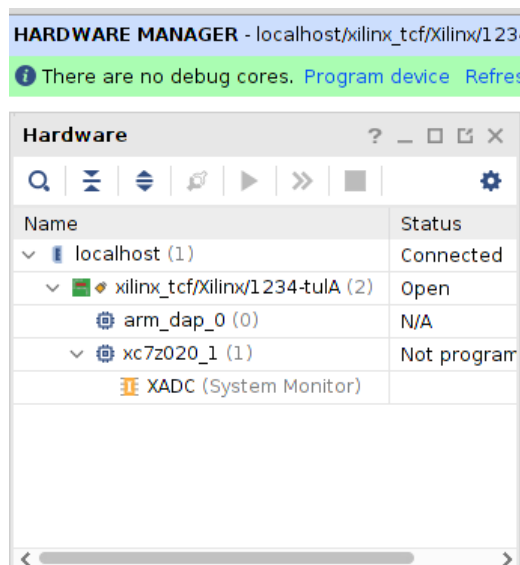 HARDWARE MANAGER - localhost/xilinx_tcf/Xilinx/123
There are no debug cores. Program device Refres
Hardware
Name Status
localhost (1) Connected
xilinx_tcf/Xilinx/1234-tulA (2) Open
arm_dap_0 (0) N/A
xc7z020_1 (1) Not program
XADC (System Monitor)